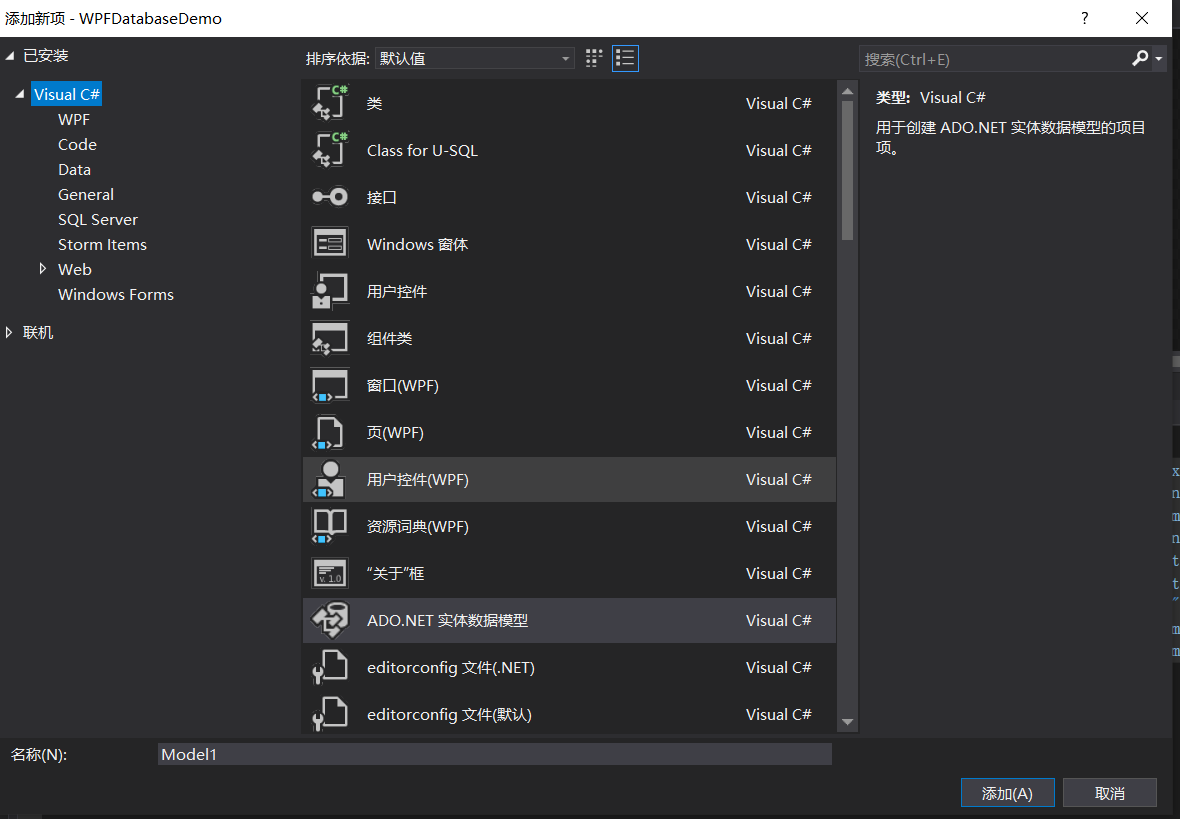 添加新项 - WPFDatabaseDemo
?
已安装
Visual C#
WPF
Code
Data
General
SQL Server
Storm Items
Web
Windows Forms
联机
排序依据: 默认值
类 Visual C#
Class for U-SQL Visual C#
接口 Visual C#
Windows 窗体 Visual C#
用户控件 Visual C#
组件类 Visual C#
窗口(WPF) Visual C#
页(WPF) Visual C#
用户控件(WPF) Visual C#
资源词典(WPF) Visual C#
“关于”框 Visual C#
ADO.NET 实体数据模型 Visual C#
editorconfig 文件(.NET) Visual C#
editorconfig 文件(默认) Visual C#
搜索(Ctrl+E)
类型: Visual C#
用于创建 ADO.NET 实体数据模型的项目
项。
名称(N): Model1
添加(A) 取消